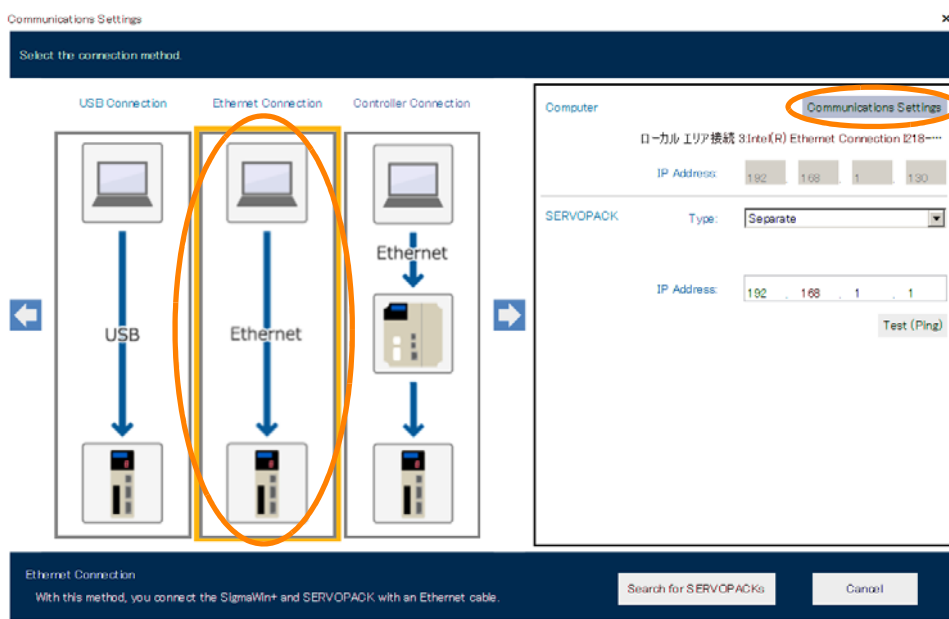 Communications Settings
×
Select the connection method.
USB Connection
Ethernet Connection
Controller Connection
USB
Ethernet
Ethernet
Computer
Communications Settings
ローカル エリア接続 3:Intel(R) Ethernet Connection I218-…
IP Address:
192 . 168 . 1 . 130
SERVOPACK
Type:
Separate
IP Address:
192 . 168 . 1 . 1
Test (Ping)
Ethernet Connection
With this method, you connect the SigmaWin+ and SERVOPACK with an Ethernet cable.
Search for SERVOPACKs
Cancel